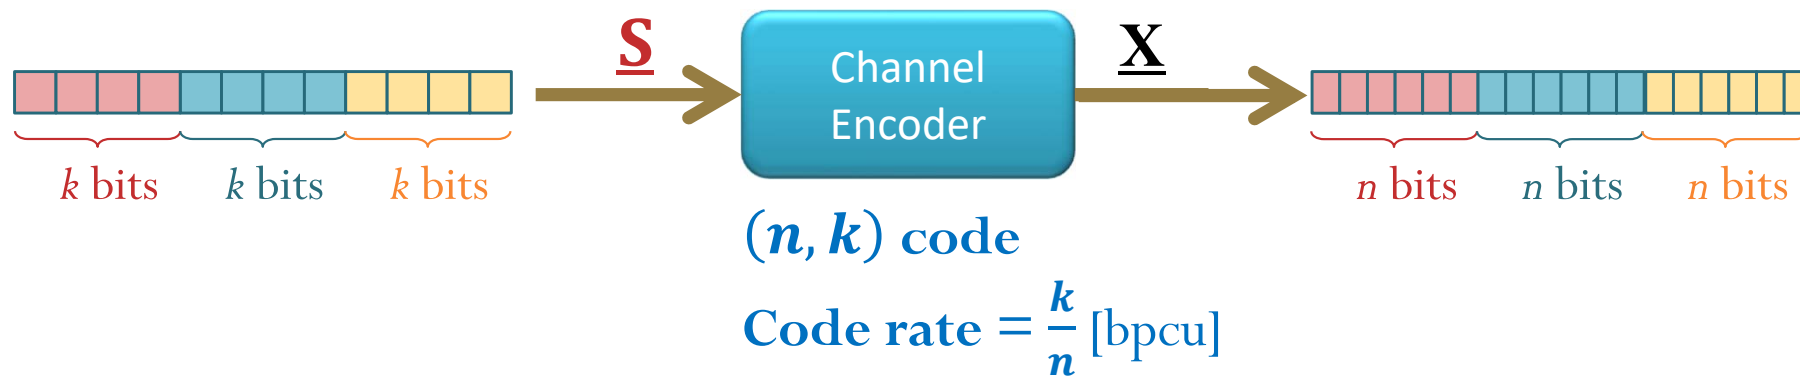 S
X
Channel
Encoder
k bits k bits k bits
n bits n bits n bits
(n, k) code
Code rate = k/n [bpcu]